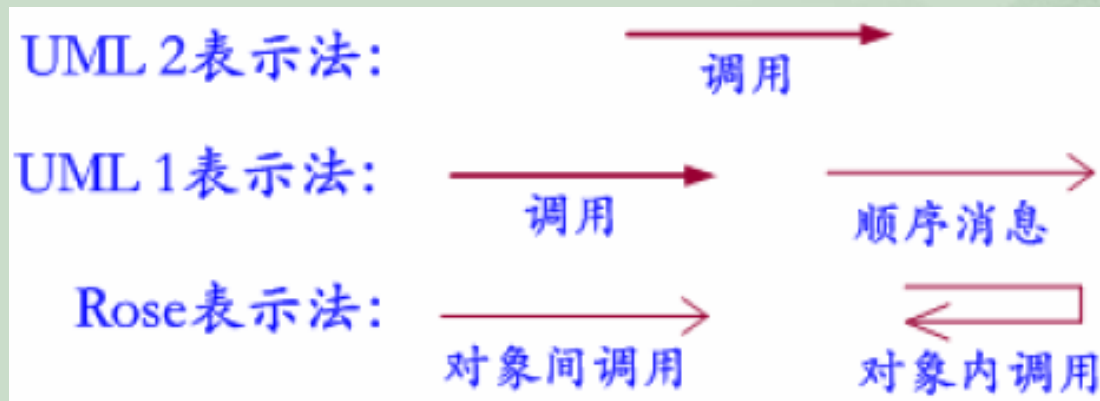 UML 2表示法:
调用
UML 1表示法:
调用 顺序消息
Rose表示法:
对象间调用 对象内调用